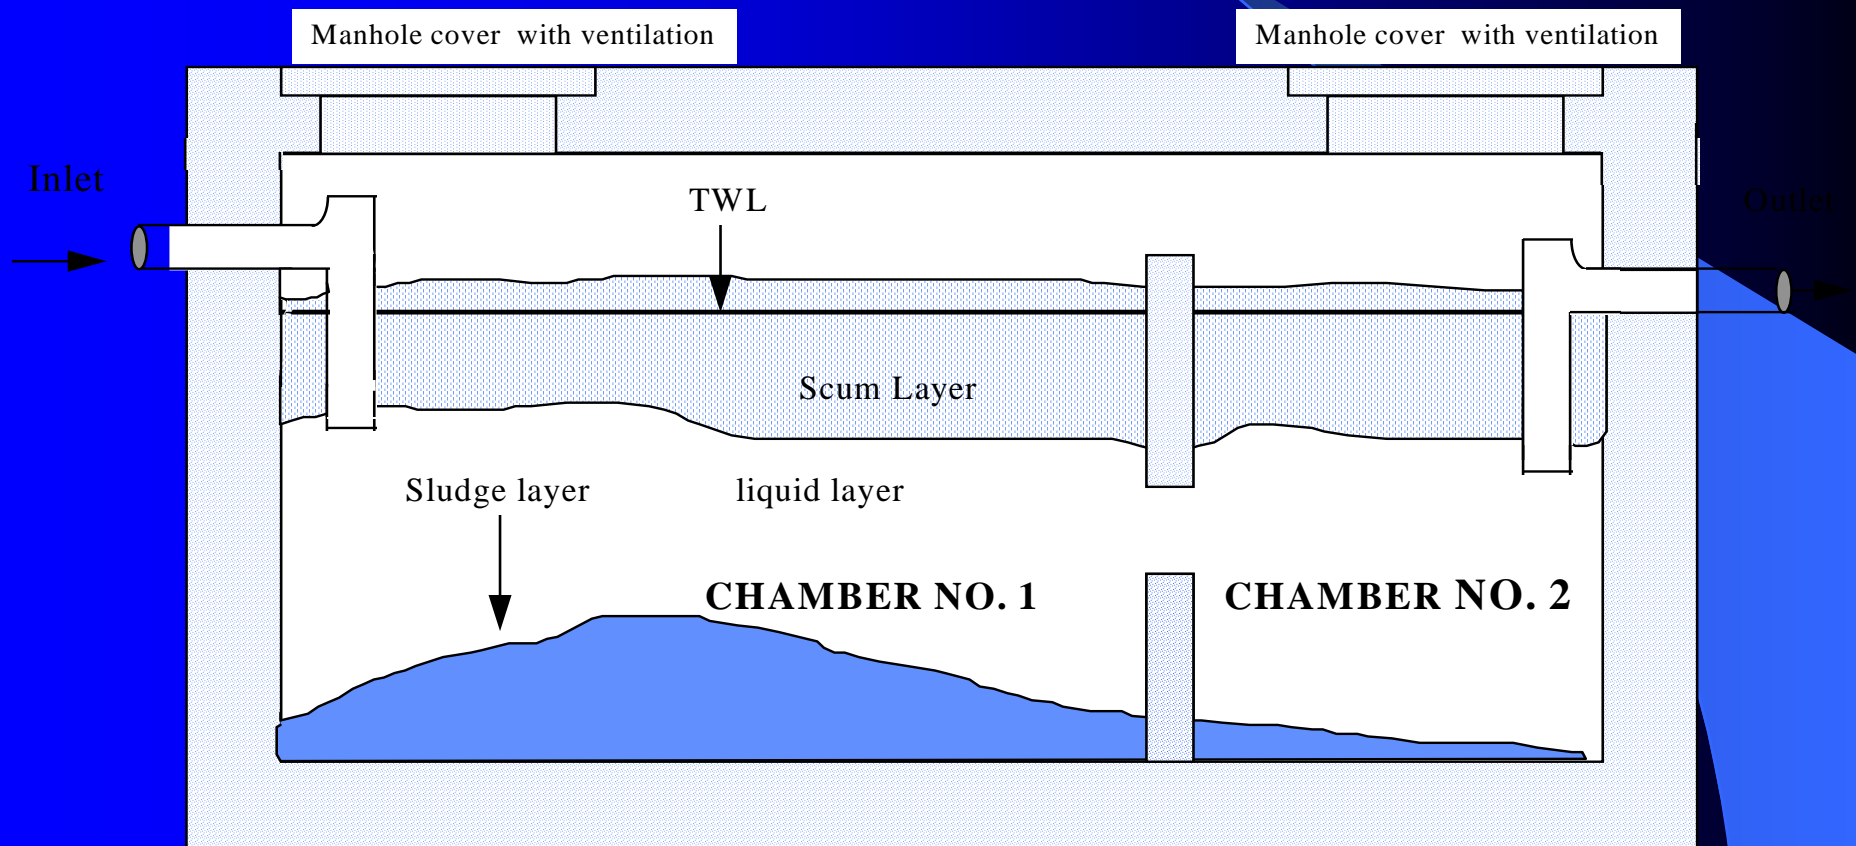 Manhole cover with ventilation
Manhole cover with ventilation
Inlet
TWL
Outlet
Scum Layer
Sludge layer
liquid layer
CHAMBER NO. 1
CHAMBER NO. 2